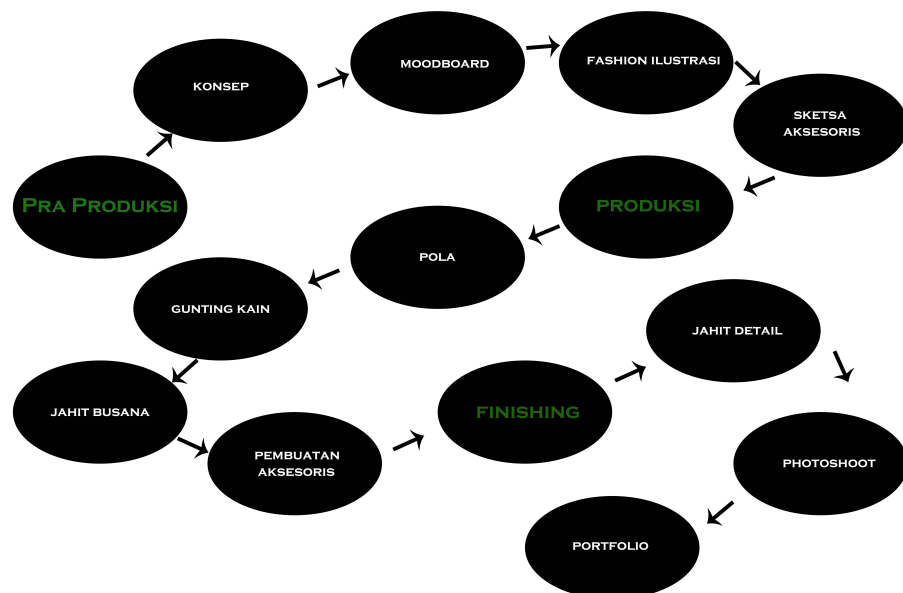 PRA PRODUKSI
KONSEP
MOODBOARD
FASHION ILUSTRASI
SKETSA
AKSESORIS
PRODUKSI
POLA
GUNTING KAIN
JAHIT BUSANA
PEMBUATAN
AKSESORIS
FINISHING
JAHIT DETAIL
PHOTOSHOOT
PORTFOLIO